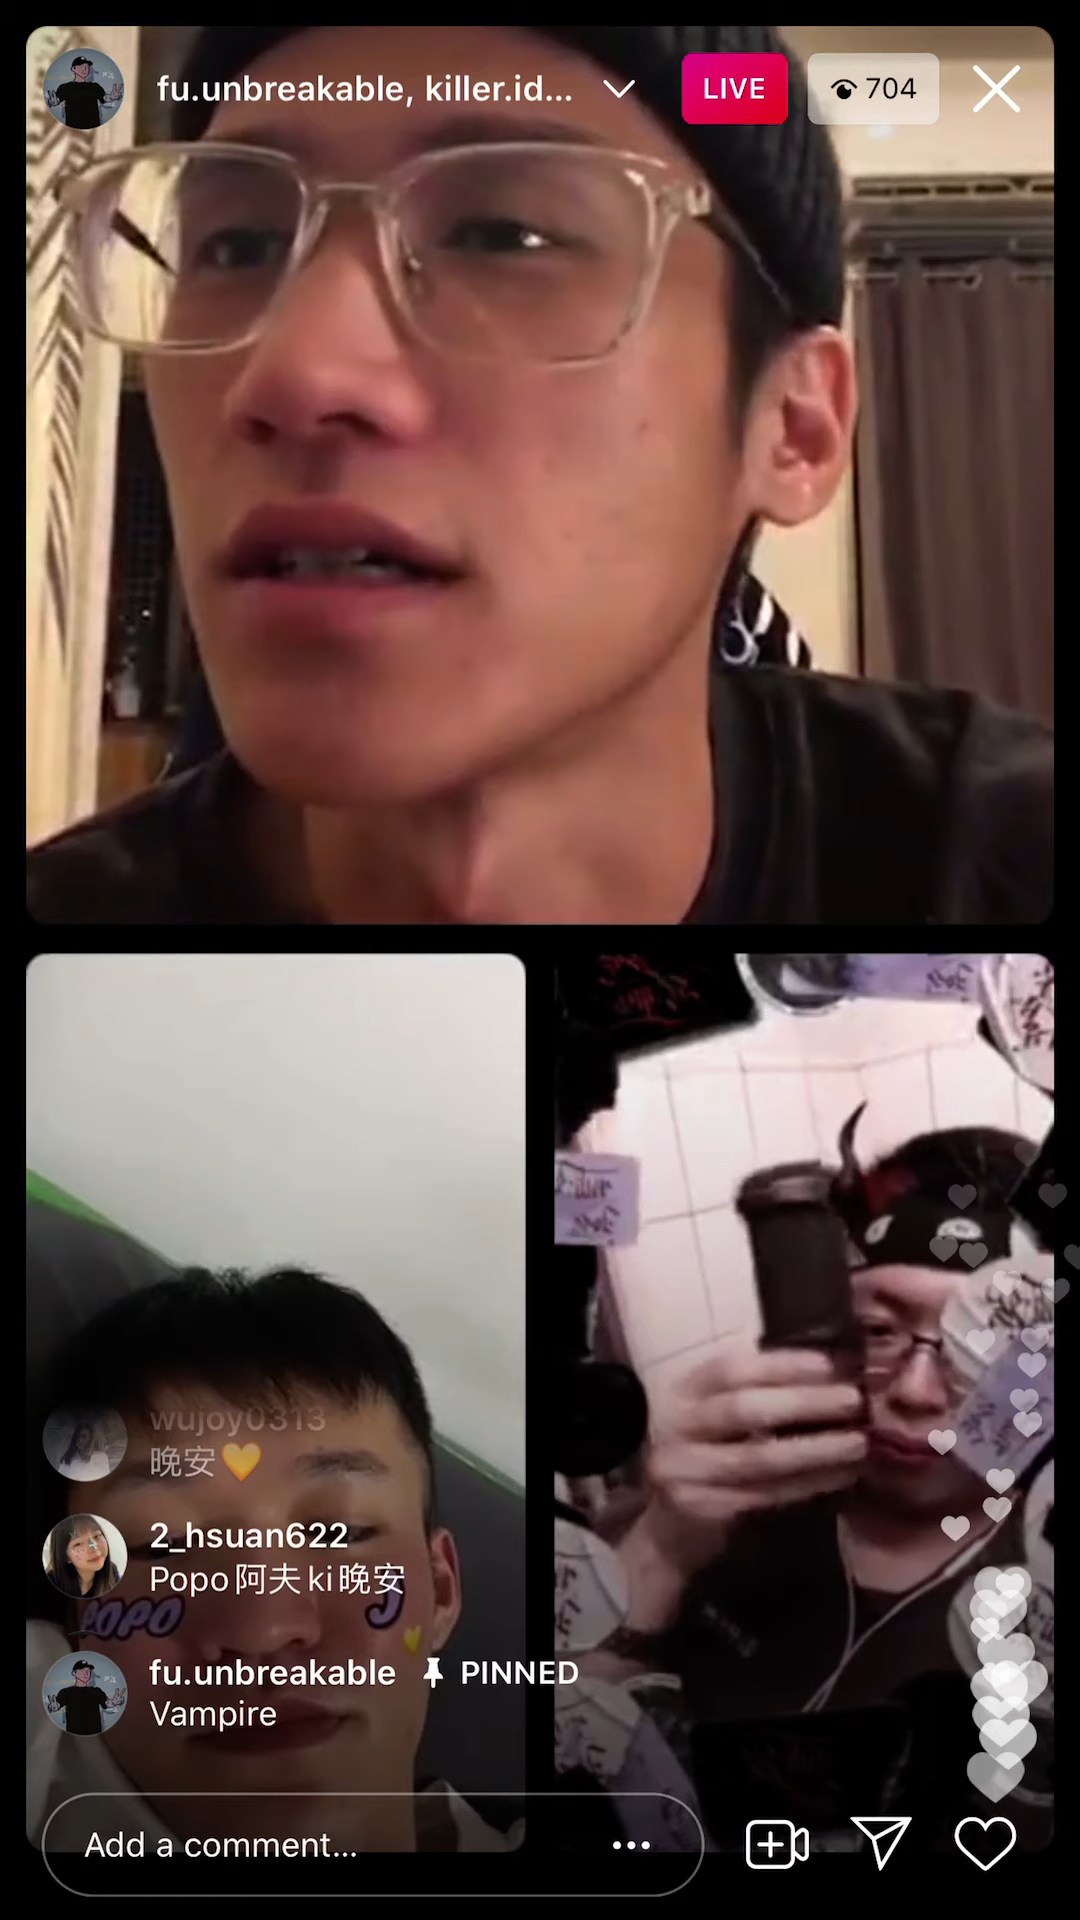 fu.unbreakable, killer.id...
LIVE
704
wujoy0313
晚安💛
2_hsuan622
Popo阿夫ki晚安
POPO
J
fu.unbreakable PINNED
Vampire
Add a comment...